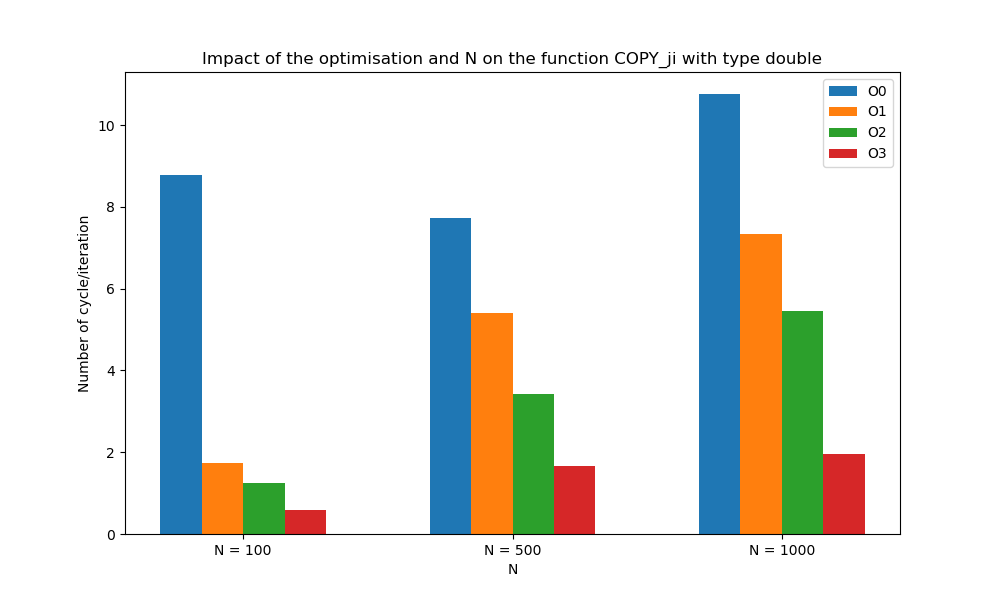 Impact of the optimisation and N on the function COPY_ji with type double
O0
O1
O2
O3
Number of cycle/iteration
10
8
6
4
2
0
N = 100
N = 500
N = 1000
N